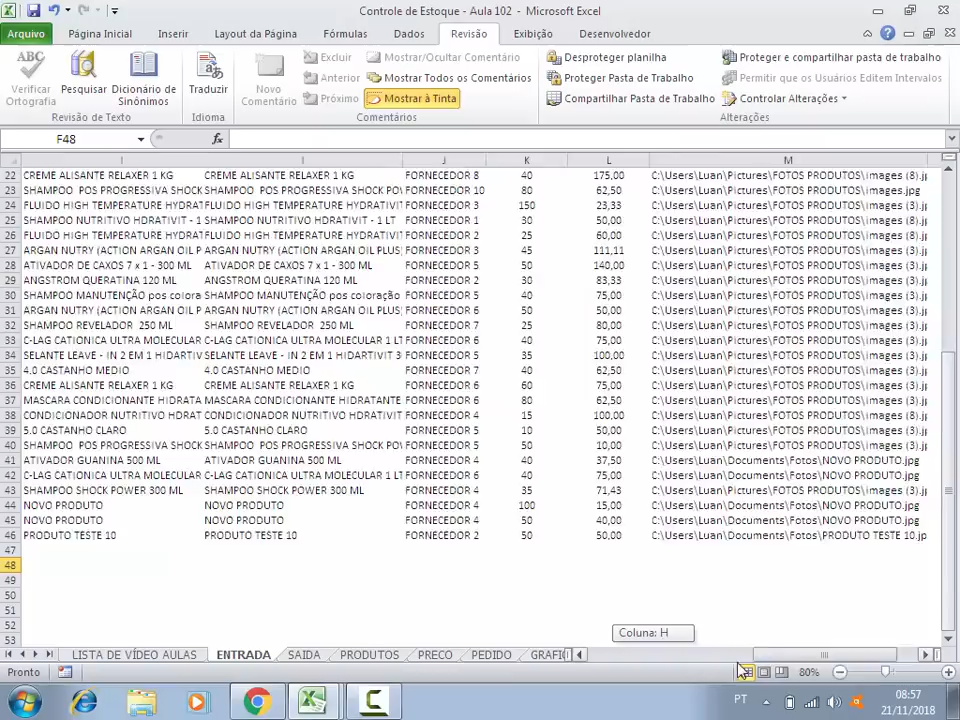 Controle de Estoque - Aula 102 - Microsoft Excel
Arquivo Página Inicial Inserir Layout da Página Fórmulas Dados Revisão Exibição Desenvolvedor
Verificar Ortografia
Pesquisar
Dicionário de Sinônimos
Traduzir
Novo Comentário
Excluir
Anterior
Próximo
Mostrar/Ocultar Comentário
Mostrar Todos os Comentários
Mostrar à Tinta
Desproteger planilha
Proteger Pasta de Trabalho
Compartilhar Pasta de Trabalho
Proteger e compartilhar pasta de trabalho
Permitir que os Usuários Editem Intervalos
Controlar Alterações
Revisão de Texto Idioma Comentários Alterações
F48 fx
I I J K L M
22 CREME ALISANTE RELAXER 1 KG CREME ALISANTE RELAXER 1 KG FORNECEDOR 8 40 175,00 C:\Users\Luan\Pictures\FOTOS PRODUTOS\images (8).j
23 SHAMPOO POS PROGRESSIVA SHOCK SHAMPOO POS PROGRESSIVA SHOCK POV FORNECEDOR 10 80 62,50 C:\Users\Luan\Pictures\FOTOS PRODUTOS\images.jpg
24 FLUIDO HIGH TEMPERATURE HYDRAT FLUIDO HIGH TEMPERATURE HYDRATIV FORNECEDOR 3 150 23,33 C:\Users\Luan\Pictures\FOTOS PRODUTOS\images (3).j
25 SHAMPOO NUTRITIVO HDRATIVIT - 1 SHAMPOO NUTRITIVO HDRATIVIT - 1 LT FORNECEDOR 1 30 50,00 C:\Users\Luan\Pictures\FOTOS PRODUTOS\images (8).j
26 FLUIDO HIGH TEMPERATURE HYDRAT FLUIDO HIGH TEMPERATURE HYDRATIV FORNECEDOR 2 25 60,00 C:\Users\Luan\Pictures\FOTOS PRODUTOS\images (8).j
27 ARGAN NUTRY (ACTION ARGAN OIL P ARGAN NUTRY (ACTION ARGAN OIL PLUS) FORNECEDOR 3 45 111,11 C:\Users\Luan\Pictures\FOTOS PRODUTOS\images (3).j
28 ATIVADOR DE CAXOS 7 x 1 - 300 ML ATIVADOR DE CAXOS 7 x 1 - 300 ML FORNECEDOR 5 50 140,00 C:\Users\Luan\Pictures\FOTOS PRODUTOS\images (3).j
29 ANGSTROM QUERATINA 120 ML ANGSTROM QUERATINA 120 ML FORNECEDOR 2 30 83,33 C:\Users\Luan\Pictures\FOTOS PRODUTOS\images (3).j
30 SHAMPOO MANUTENÇÃO pos colora SHAMPOO MANUTENÇÃO pos coloração FORNECEDOR 5 40 75,00 C:\Users\Luan\Pictures\FOTOS PRODUTOS\images (3).j
31 ARGAN NUTRY (ACTION ARGAN OIL P ARGAN NUTRY (ACTION ARGAN OIL PLUS) FORNECEDOR 6 50 50,00 C:\Users\Luan\Pictures\FOTOS PRODUTOS\images (3).j
32 SHAMPOO REVELADOR 250 ML SHAMPOO REVELADOR 250 ML FORNECEDOR 7 25 80,00 C:\Users\Luan\Pictures\FOTOS PRODUTOS\images (3).j
33 C-LAG CATIONICA ULTRA MOLECULAR C-LAG CATIONICA ULTRA MOLECULAR 1 LT FORNECEDOR 6 40 75,00 C:\Users\Luan\Pictures\FOTOS PRODUTOS\images (3).j
34 SELANTE LEAVE - IN 2 EM 1 HIDARTIV SELANTE LEAVE - IN 2 EM 1 HIDARTIVIT 3 FORNECEDOR 5 35 100,00 C:\Users\Luan\Pictures\FOTOS PRODUTOS\images (3).j
35 4.0 CASTANHO MEDIO 4.0 CASTANHO MEDIO FORNECEDOR 7 40 62,50 C:\Users\Luan\Pictures\FOTOS PRODUTOS\images (3).j
36 CREME ALISANTE RELAXER 1 KG CREME ALISANTE RELAXER 1 KG FORNECEDOR 6 60 75,00 C:\Users\Luan\Pictures\FOTOS PRODUTOS\images (3).j
37 MASCARA CONDICIONANTE HIDRATA MASCARA CONDICIONANTE HIDRATANTE FORNECEDOR 6 80 62,50 C:\Users\Luan\Pictures\FOTOS PRODUTOS\images (3).j
38 CONDICIONADOR NUTRITIVO HDRAT CONDICIONADOR NUTRITIVO HDRATIVIT FORNECEDOR 4 15 100,00 C:\Users\Luan\Pictures\FOTOS PRODUTOS\images (8).j
39 5.0 CASTANHO CLARO 5.0 CASTANHO CLARO FORNECEDOR 5 10 50,00 C:\Users\Luan\Pictures\FOTOS PRODUTOS\images (3).j
40 SHAMPOO POS PROGRESSIVA SHOCK SHAMPOO POS PROGRESSIVA SHOCK POV FORNECEDOR 5 50 10,00 C:\Users\Luan\Pictures\FOTOS PRODUTOS\images (3).j
41 ATIVADOR GUANINA 500 ML ATIVADOR GUANINA 500 ML FORNECEDOR 4 40 37,50 C:\Users\Luan\Documents\Fotos\NOVO PRODUTO.jpg
42 C-LAG CATIONICA ULTRA MOLECULAR C-LAG CATIONICA ULTRA MOLECULAR 1 LT FORNECEDOR 6 40 75,00 C:\Users\Luan\Documents\Fotos\NOVO PRODUTO.jpg
43 SHAMPOO SHOCK POWER 300 ML SHAMPOO SHOCK POWER 300 ML FORNECEDOR 4 35 71,43 C:\Users\Luan\Pictures\FOTOS PRODUTOS\images (3).j
44 NOVO PRODUTO NOVO PRODUTO FORNECEDOR 4 100 15,00 C:\Users\Luan\Documents\Fotos\NOVO PRODUTO.jpg
45 NOVO PRODUTO NOVO PRODUTO FORNECEDOR 4 50 40,00 C:\Users\Luan\Documents\Fotos\NOVO PRODUTO.jpg
46 PRODUTO TESTE 10 PRODUTO TESTE 10 FORNECEDOR 2 50 50,00 C:\Users\Luan\Documents\Fotos\PRODUTO TESTE 10.jp
47
48
49
50
51
52
53
Coluna: H
LISTA DE VÍDEO AULAS ENTRADA SAIDA PRODUTOS PRECO PEDIDO GRAFIC
Pronto 80%
PT 08:57
21/11/2018